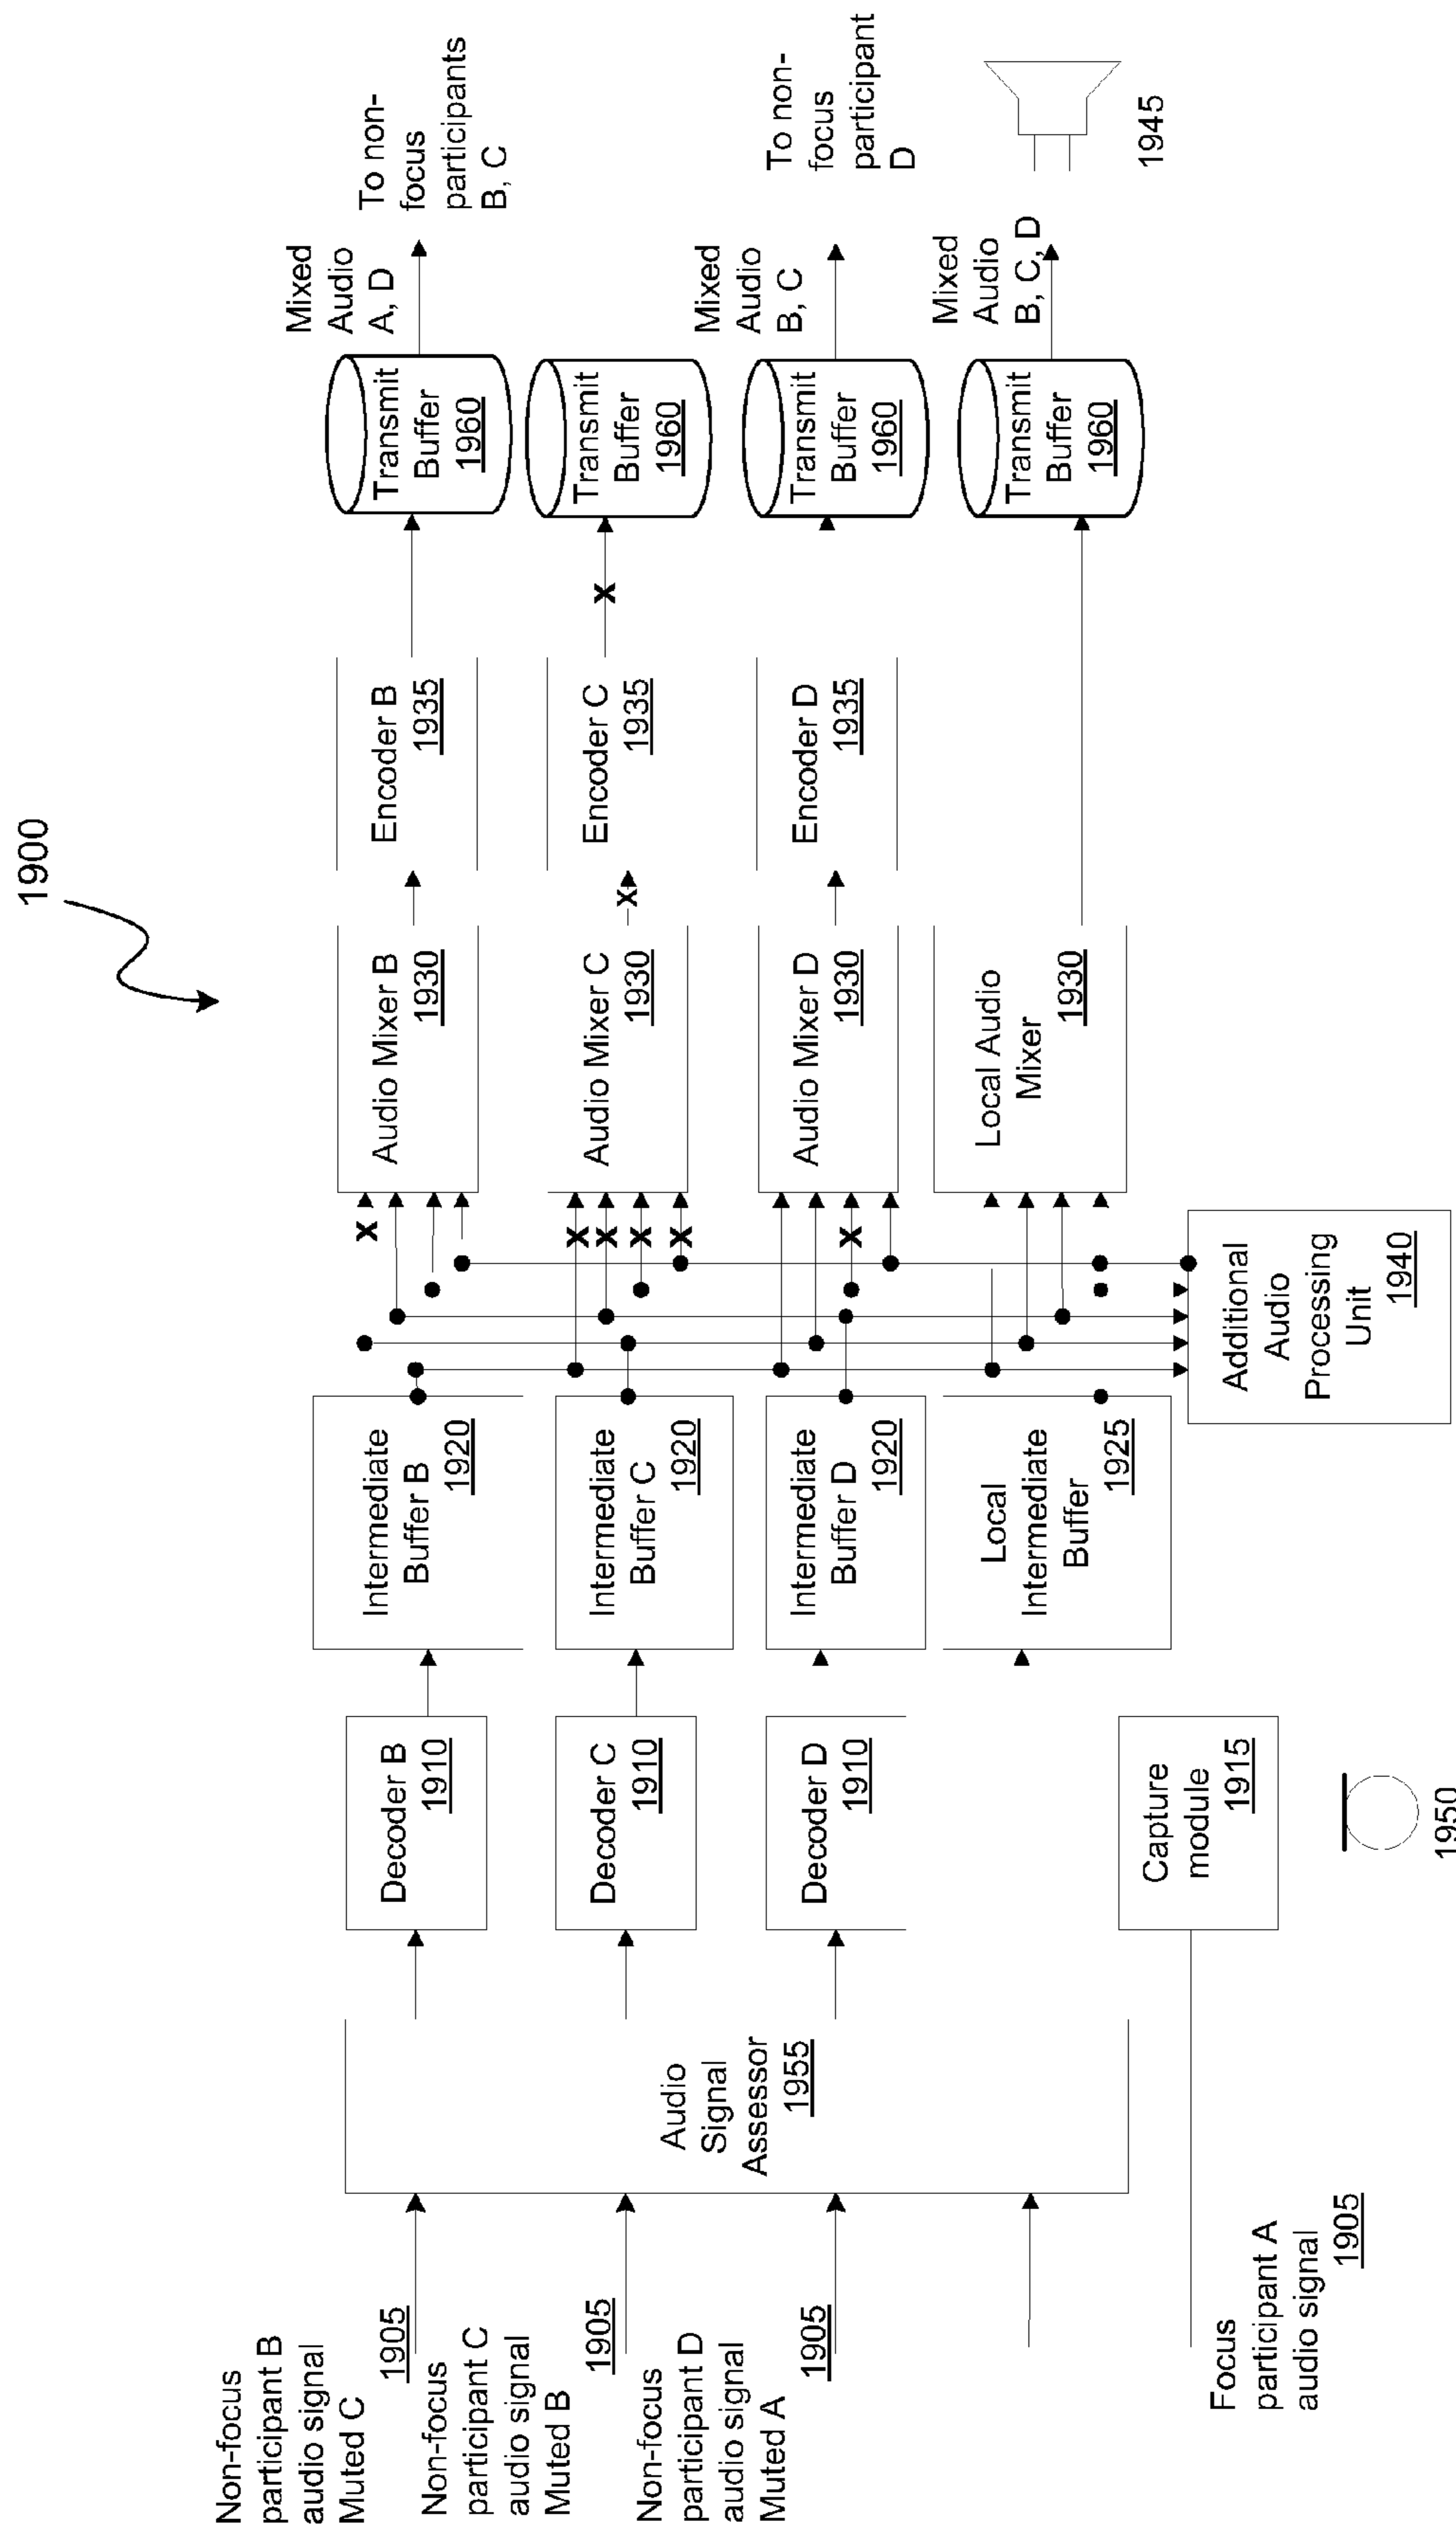 1900
Non-focus
participant B
audio signal
Muted C
1905
Non-focus
participant C
audio signal
Muted B
1905
Non-focus
participant D
audio signal
Muted A
1905
Focus
participant A
audio signal
1905
Audio
Signal
Assessor
1955
Decoder B
1910
Decoder C
1910
Decoder D
1910
Capture
module
1915
1950
Intermediate
Buffer B
1920
Intermediate
Buffer C
1920
Intermediate
Buffer D
1920
Local
Intermediate
Buffer
1925
Additional
Audio
Processing
Unit
1940
x
x
x
x
x
x
Audio Mixer B
1930
Audio Mixer C
1930
Audio Mixer D
1930
Local Audio
Mixer
1930
x
Encoder B
1935
Encoder C
1935
Encoder D
1935
x
Transmit
Buffer
1960
Transmit
Buffer
1960
Transmit
Buffer
1960
Transmit
Buffer
1960
Mixed
Audio
A, D
To non-
focus
participants
B, C
Mixed
Audio
B, C
To non-
focus
participant
D
Mixed
Audio
B, C, D
1945